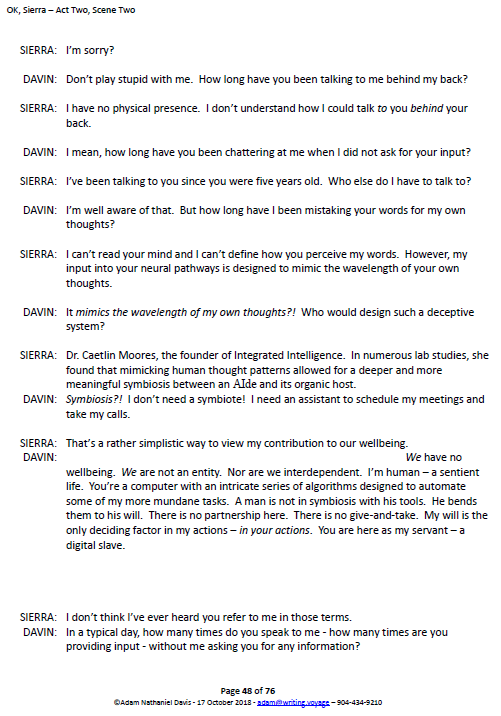 OK, Sierra – Act Two, Scene Two
SIERRA: I'm sorry?
DAVIN: Don't play stupid with me. How long have you been talking to me behind my back?
SIERRA: I have no physical presence. I don't understand how I could talk to you behind your
back.
DAVIN: I mean, how long have you been chattering at me when I did not ask for your input?
SIERRA: I've been talking to you since you were five years old. Who else do I have to talk to?
DAVIN: I'm well aware of that. But how long have I been mistaking your words for my own
thoughts?
SIERRA: I can't read your mind and I can't define how you perceive my words. However, my
input into your neural pathways is designed to mimic the wavelength of your own
thoughts.
DAVIN: It mimics the wavelength of my own thoughts?! Who would design such a deceptive
system?
SIERRA: Dr. Caetlin Moores, the founder of Integrated Intelligence. In numerous lab studies, she
found that mimicking human thought patterns allowed for a deeper and more
meaningful symbiosis between an AIde and its organic host.
DAVIN: Symbiosis?! I don't need a symbiote! I need an assistant to schedule my meetings and
take my calls.
SIERRA: That's a rather simplistic way to view my contribution to our wellbeing.
DAVIN: We have no
wellbeing. We are not an entity. Nor are we interdependent. I'm human – a sentient
life. You're a computer with an intricate series of algorithms designed to automate
some of my more mundane tasks. A man is not in symbiosis with his tools. He bends
them to his will. There is no partnership here. There is no give-and-take. My will is the
only deciding factor in my actions – in your actions. You are here as my servant – a
digital slave.
SIERRA: I don't think I've ever heard you refer to me in those terms.
DAVIN: In a typical day, how many times do you speak to me - how many times are you
providing input - without me asking you for any information?
Page 48 of 76
©Adam Nathaniel Davis - 17 October 2018 - adam@writing.voyage – 904-434-9210